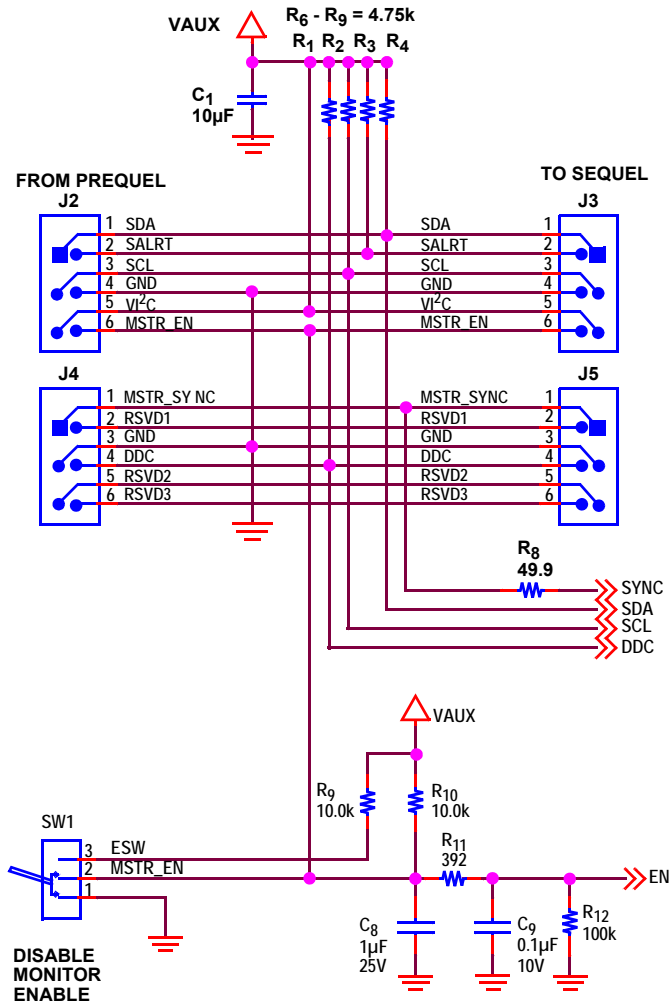 VAUX
R6 - R9 = 4.75k
R1 R2 R3 R4
C1
10µF
FROM PREQUEL
J2
TO SEQUEL
J3
1 SDA SDA 1
2 SALRT SALRT 2
3 SCL SCL 3
4 GND GND 4
5 VI²C VI²C 5
6 MSTR_EN MSTR_EN 6
J4
J5
1 MSTR_SYNC MSTR_SYNC 1
2 RSVD1 RSVD1 2
3 GND GND 3
4 DDC DDC 4
5 RSVD2 RSVD2 5
6 RSVD3 RSVD3 6
R8
49.9
SYNC
SDA
SCL
DDC
VAUX
R9
10.0k
R10
10.0k
SW1
3 ESW
2 MSTR_EN
1
R11
392
EN
C8
1µF
25V
C9
0.1µF
10V
R12
100k
DISABLE
MONITOR
ENABLE